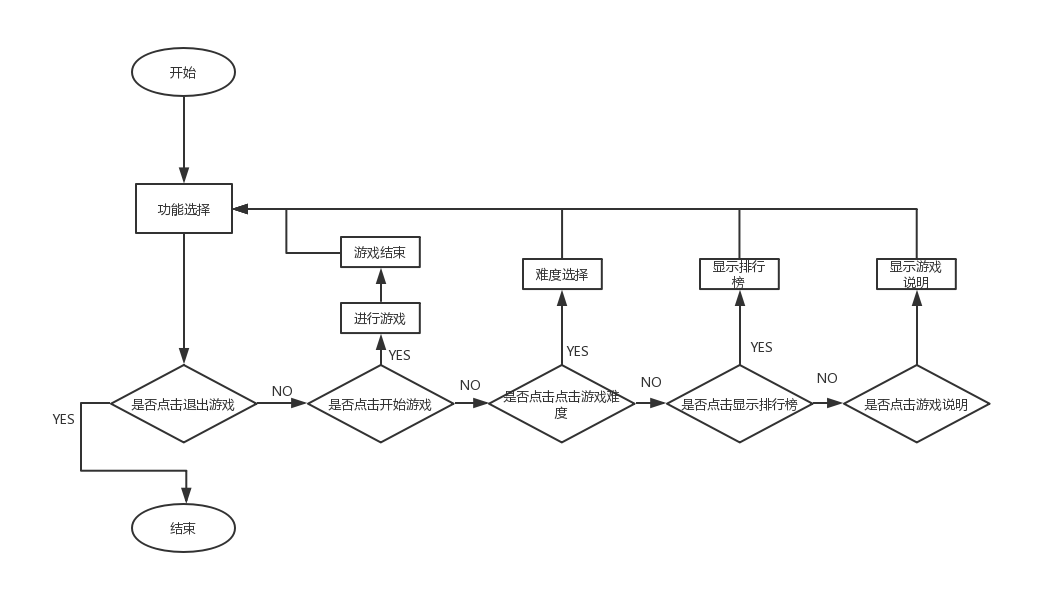 开始
功能选择
游戏结束
难度选择
显示排行
榜
显示游戏
说明
进行游戏
YES
YES
YES
NO
NO
NO
NO
YES
是否点击退出游戏
是否点击开始游戏
是否点击点击游戏难
度
是否点击显示排行榜
是否点击游戏说明
结束